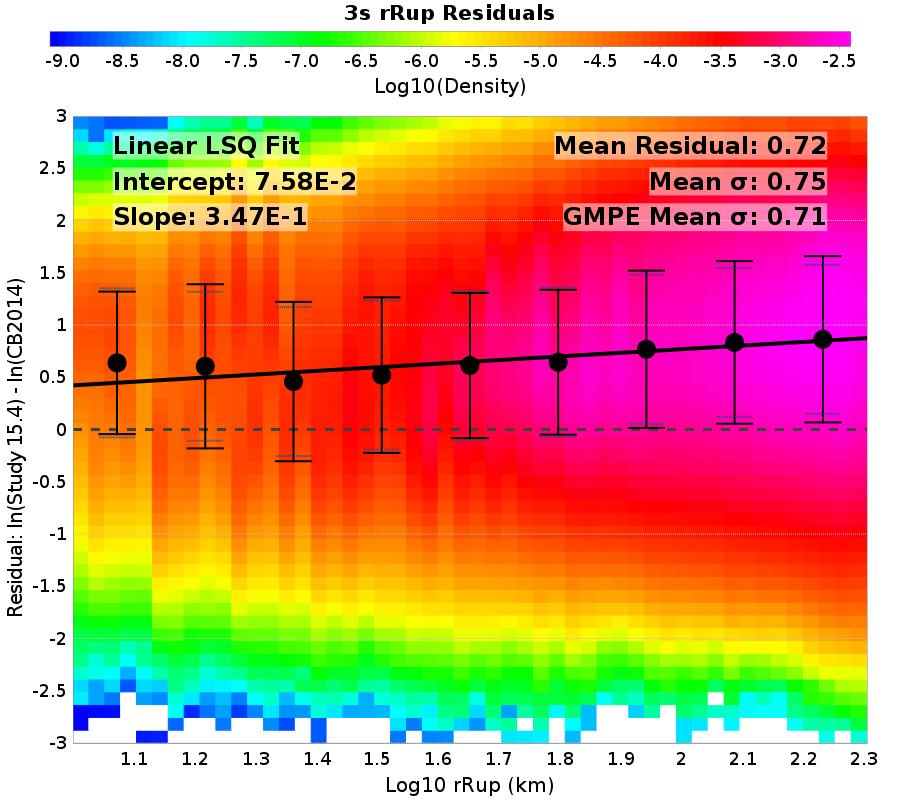 3s rRup Residuals
-9.0 -8.5 -8.0 -7.5 -7.0 -6.5 -6.0 -5.5 -5.0 -4.5 -4.0 -3.5 -3.0 -2.5
Log10(Density)
Linear LSQ Fit
Intercept: 7.58E-2
Slope: 3.47E-1
Mean Residual: 0.72
Mean σ: 0.75
GMPE Mean σ: 0.71
Residual: ln(Study 15.4) - ln(CB2014)
3
2.5
2
1.5
1
0.5
0
-0.5
-1
-1.5
-2
-2.5
-3
1.1 1.2 1.3 1.4 1.5 1.6 1.7 1.8 1.9 2 2.1 2.2 2.3
Log10 rRup (km)